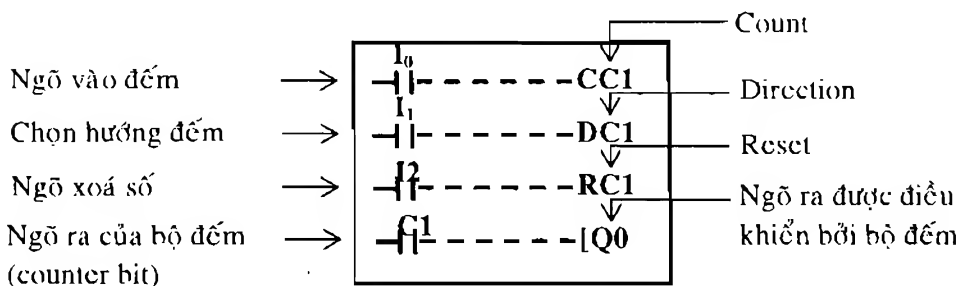 Count
I₀
Ngõ vào đếm
CC1
Direction
I₁
Chọn hướng đếm
DC1
Reset
I2
Ngõ xoá số
RC1
Ngõ ra của bộ đếm
(counter bit)
C1
[Q0
Ngõ ra được điều
khiển bởi bộ đếm